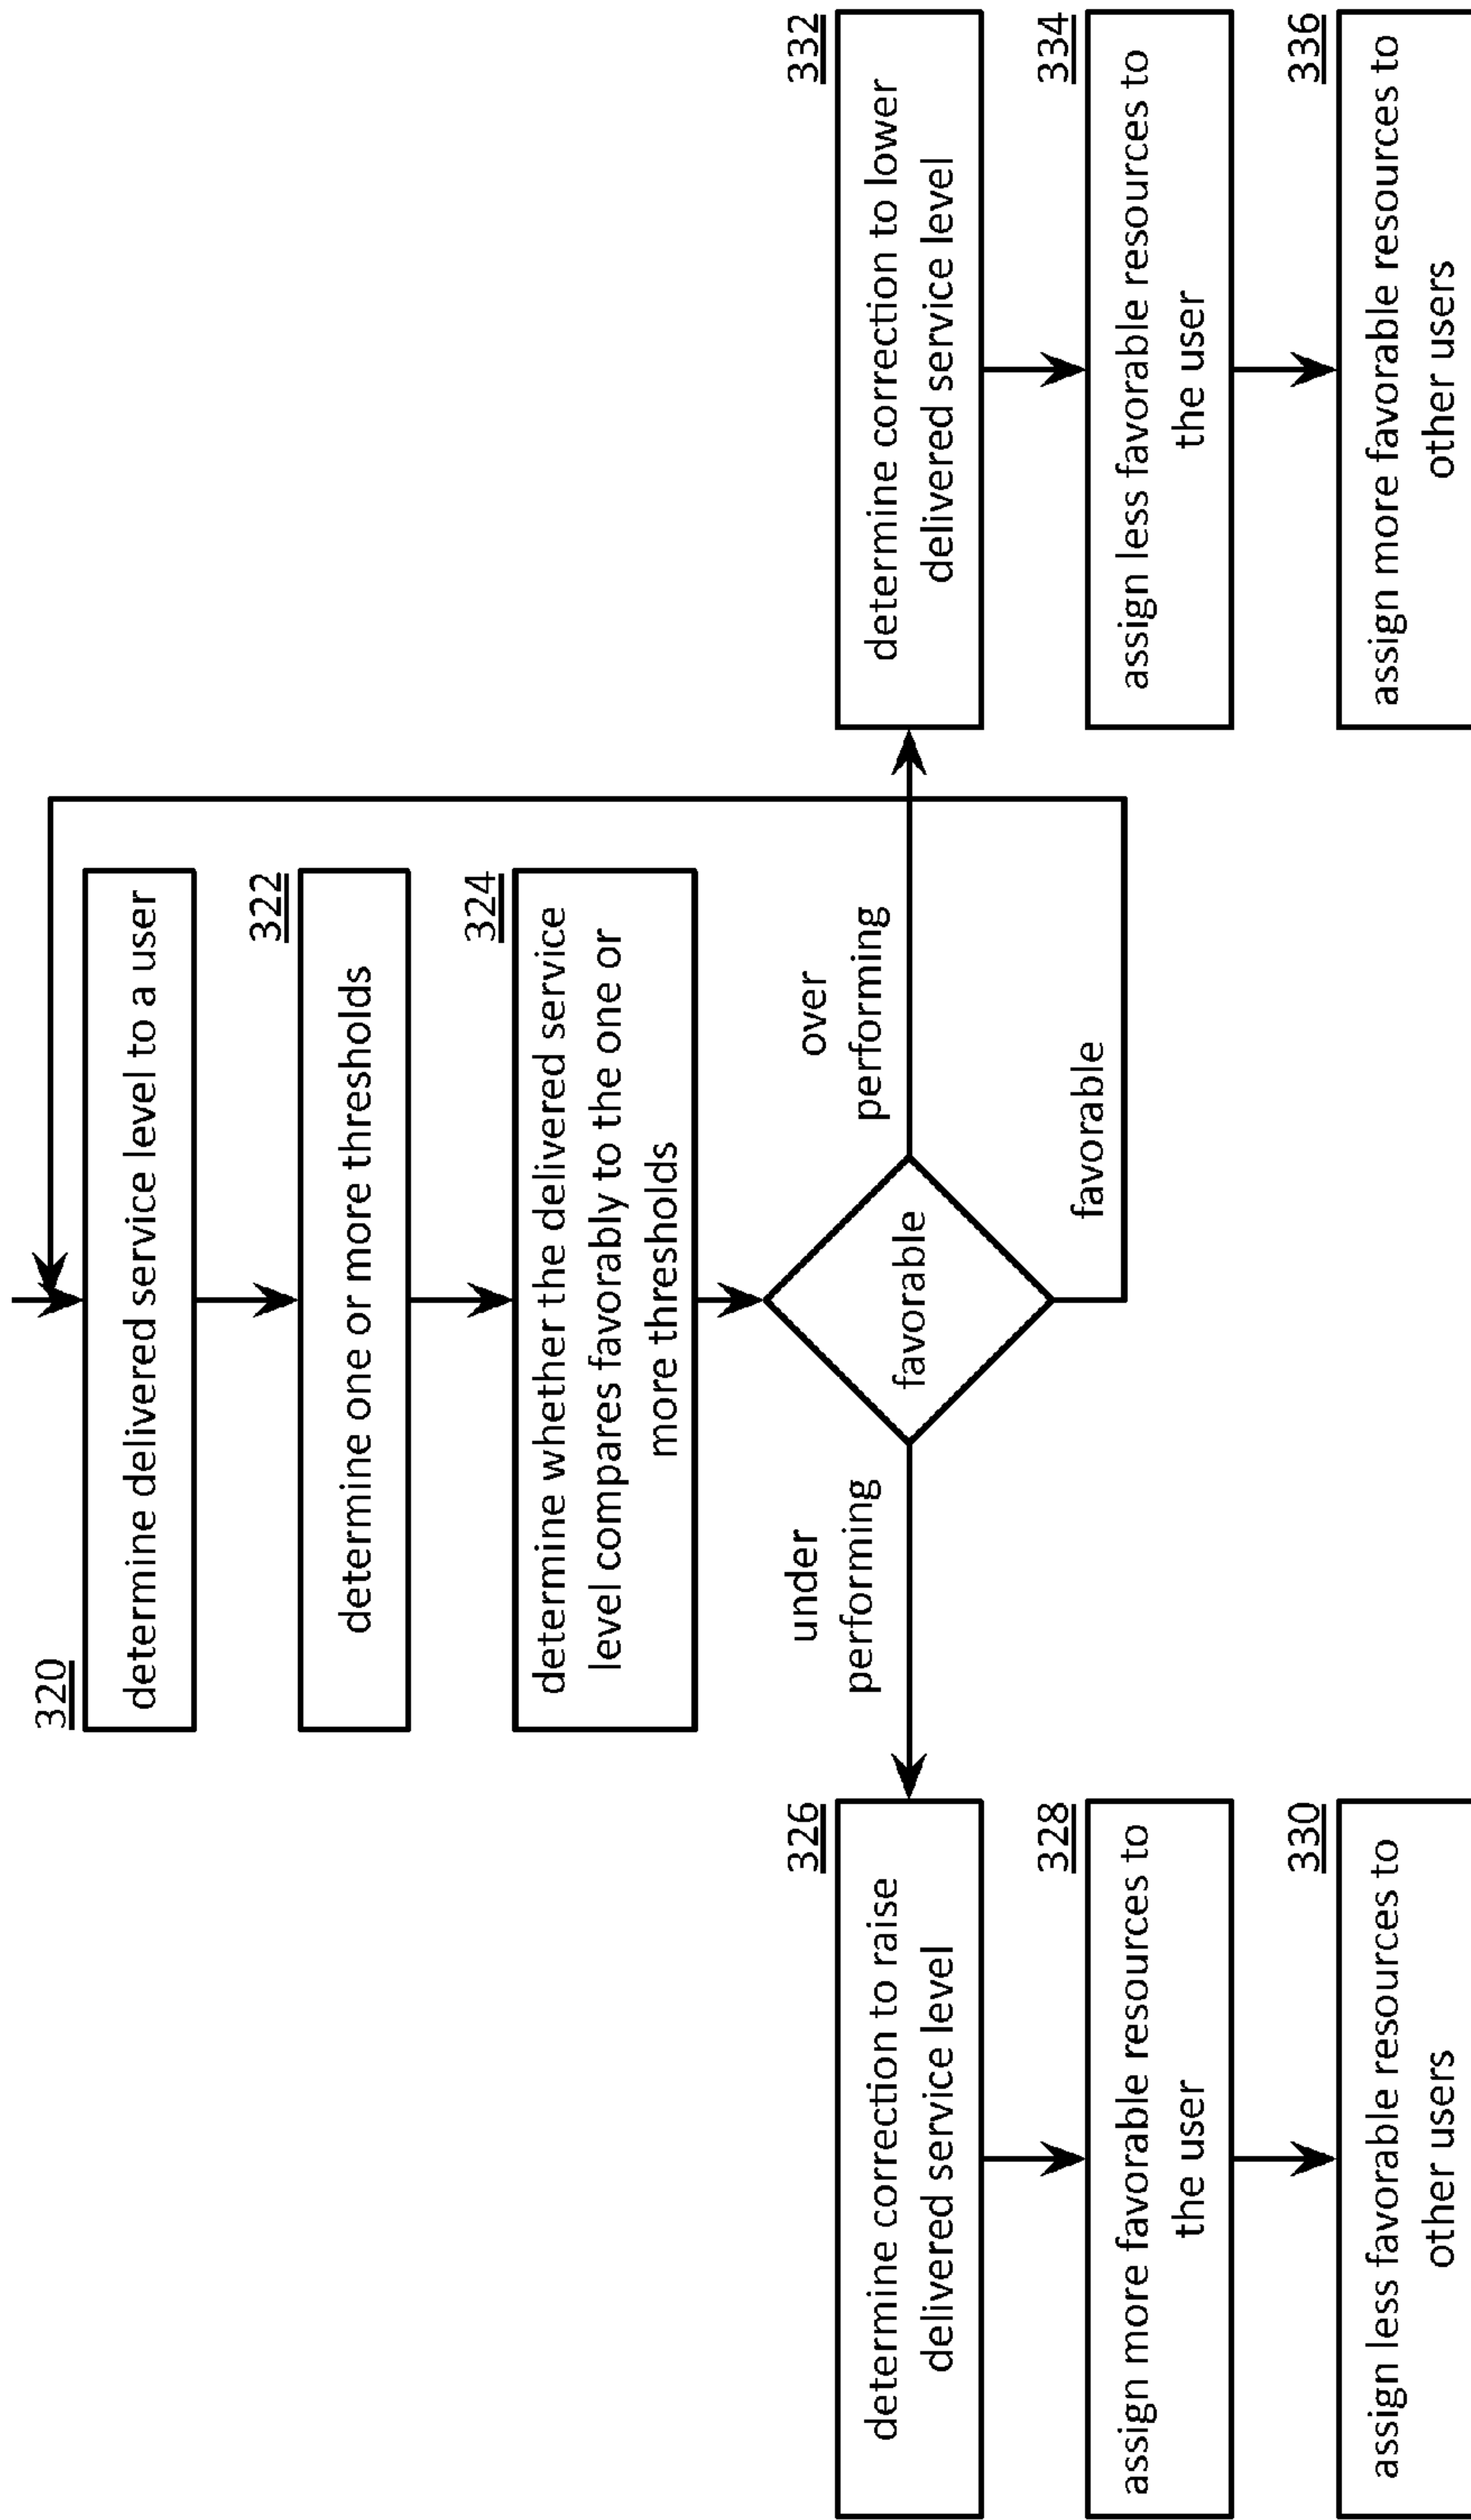 320
determine delivered service level to a user
322
determine one or more thresholds
324
determine whether the delivered service
level compares favorably to the one or
more thresholds
favorable
under
performing
over
performing
favorable
326
determine correction to raise
delivered service level
328
assign more favorable resources to
the user
330
assign less favorable resources to
other users
332
determine correction to lower
delivered service level
334
assign less favorable resources to
the user
336
assign more favorable resources to
other users